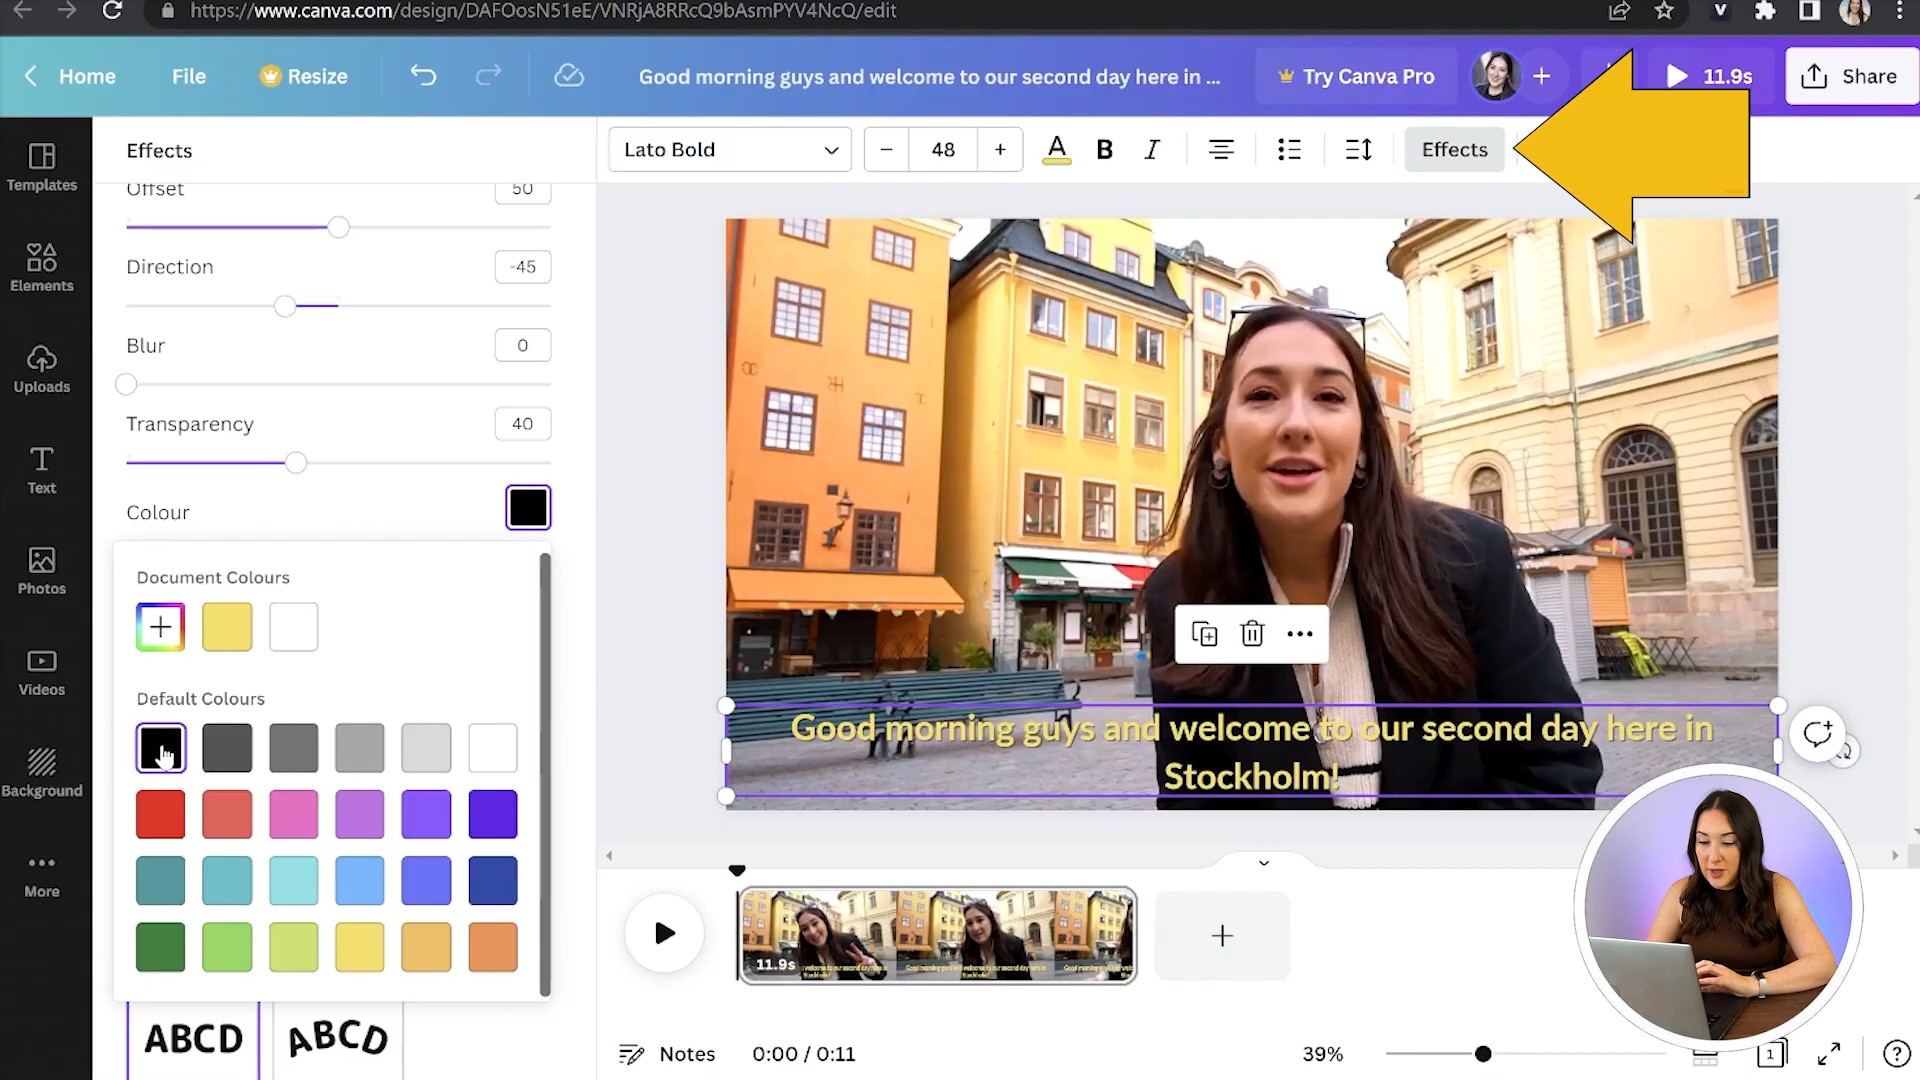 https://www.canva.com/design/DAFOosN51eE/VNRjA8RRcQ9bAsmPYV4NcQ/edit
Home
File
Resize
Good morning guys and welcome to our second day here in ...
Try Canva Pro
11.9s
Share
Templates
Elements
Uploads
Text
Photos
Videos
Background
More
Effects
Offset
50
Direction
-45
Blur
0
Transparency
40
Colour
Document Colours
Default Colours
ABCD
ABCD
Lato Bold
48
A
B
I
Effects
Good morning guys and welcome to our second day here in
Stockholm!
11.9s
Notes
0:00 / 0:11
39%
1
?